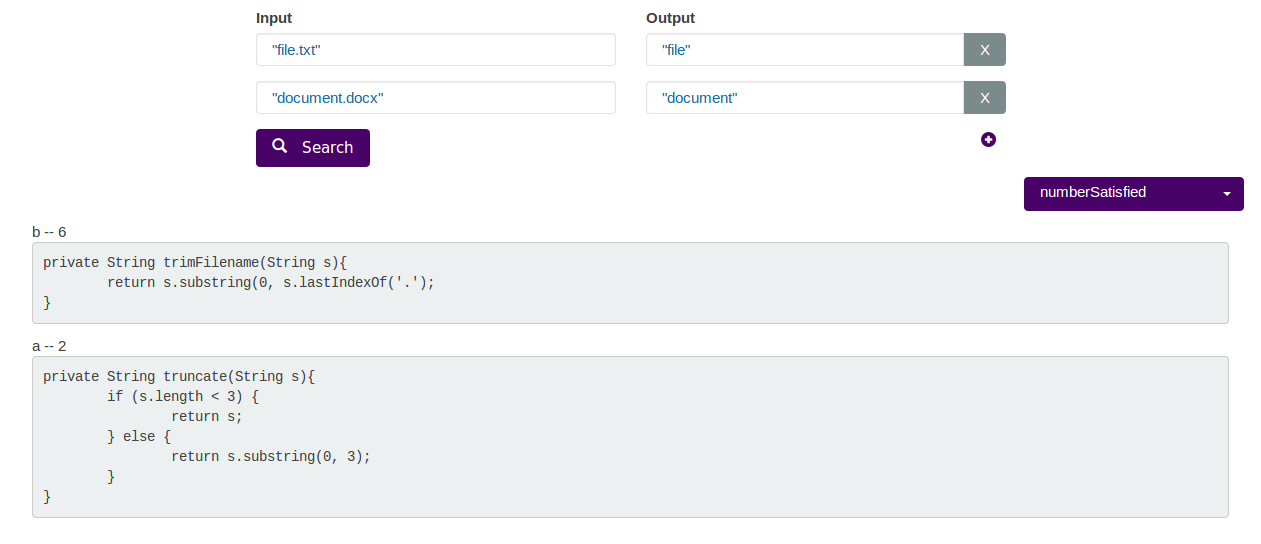 Input Output
"file.txt" "file" X
"document.docx" "document" X
Search
numberSatisfied
b -- 6
private String trimFilename(String s){
        return s.substring(0, s.lastIndexOf('.');
}
a -- 2
private String truncate(String s){
        if (s.length < 3) {
                return s;
        } else {
                return s.substring(0, 3);
        }
}